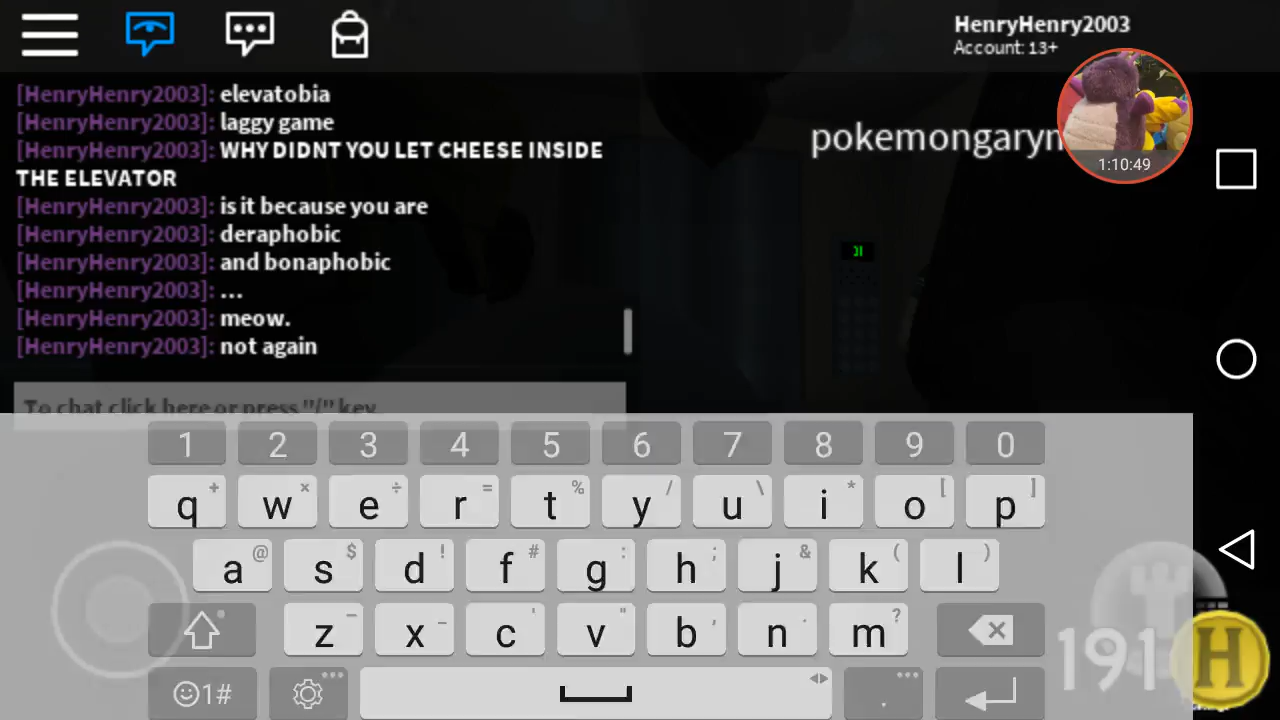 HenryHenry2003
Account: 13+
[HenryHenry2003]: elevatobia
[HenryHenry2003]: laggy game
[HenryHenry2003]: WHY DIDNT YOU LET CHEESE INSIDE
THE ELEVATOR
[HenryHenry2003]: is it because you are
[HenryHenry2003]: deraphobic
[HenryHenry2003]: and bonaphobic
[HenryHenry2003]: ...
[HenryHenry2003]: meow.
[HenryHenry2003]: not again
pokemongaryn
1:10:49
To chat click here or press "/" key
1 2 3 4 5 6 7 8 9 0
q + w × e ÷ r = t % y / u \ i * o [ p ]
a @ s $ d ! f # g : h ; j & k ( l )
z - x _ c ' v " b , n . m ?
☺1# .
191 H